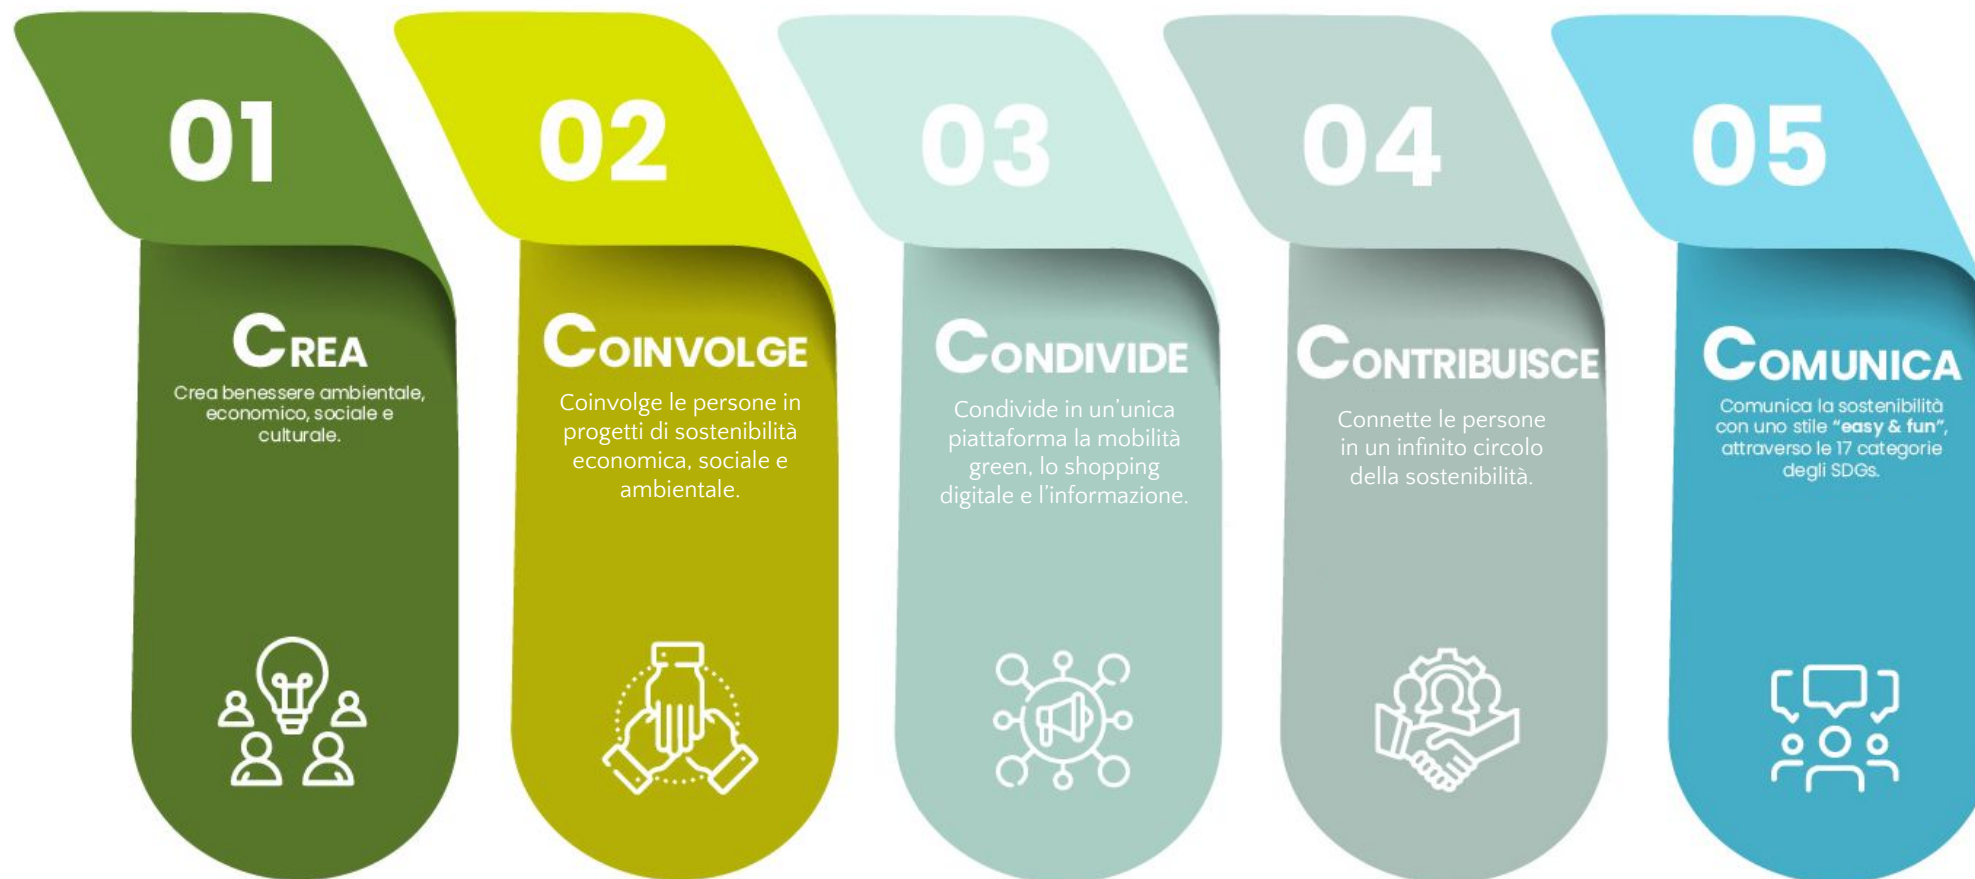 01
CREA
Crea benessere ambientale,
economico, sociale e
culturale.
02
COINVOLGE
Coinvolge le persone in
progetti di sostenibilità
economica, sociale e
ambientale.
03
CONDIVIDE
Condivide in un’unica
piattaforma la mobilità
green, lo shopping
digitale e l’informazione.
04
CONTRIBUISCE
Connette le persone
in un infinito circolo
della sostenibilità.
05
COMUNICA
Comunica la sostenibilità
con uno stile “easy & fun”,
attraverso le 17 categorie
degli SDGs.